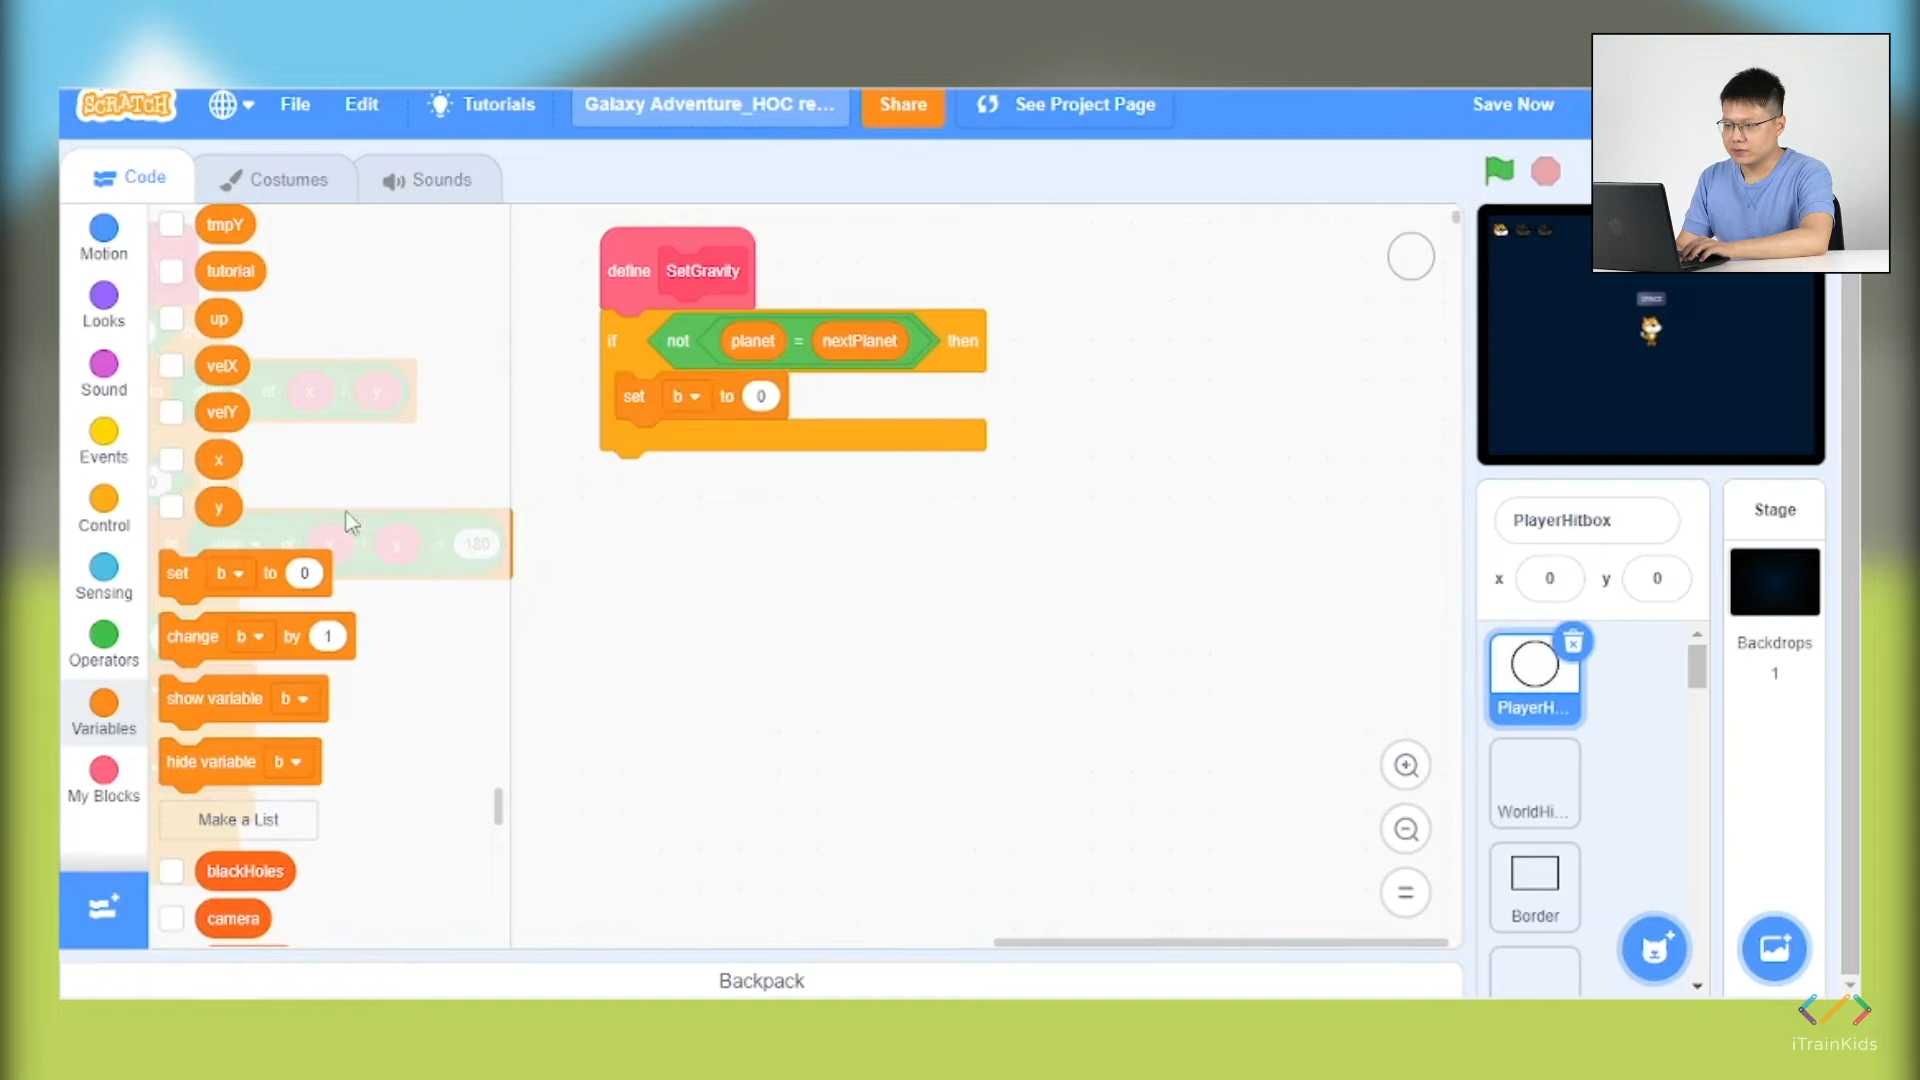 SCRATCH
File
Edit
Tutorials
Galaxy Adventure_HOC re...
Share
See Project Page
Save Now
Code
Costumes
Sounds
Motion
Looks
Sound
Events
Control
Sensing
Operators
Variables
My Blocks
tmpY
tutorial
up
velX
velY
x
y
of x / y
180
set b to 0
change b by 1
show variable b
hide variable b
Make a List
blackHoles
camera
define SetGravity
if not planet = nextPlanet then
set b to 0
SPACE
PlayerHitbox
x 0 y 0
Stage
Backdrops
1
PlayerH...
WorldHi...
Border
Backpack
iTrainKids